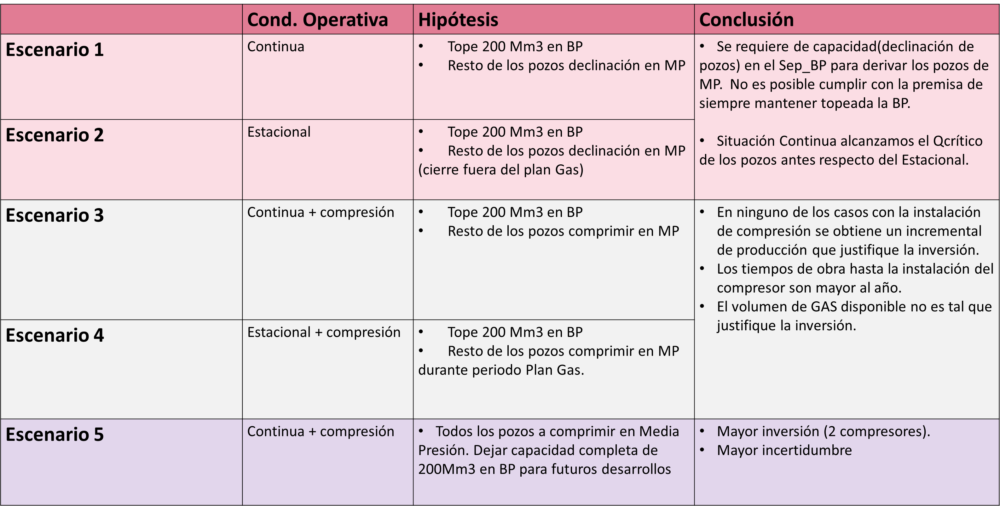 Cond. Operativa
Hipótesis
Conclusión
Escenario 1
Continua
• Tope 200 Mm3 en BP
• Resto de los pozos declinación en MP
• Se requiere de capacidad(declinación de
pozos) en el Sep_BP para derivar los pozos de
MP.  No es posible cumplir con la premisa de
siempre mantener topeada la BP.
• Situación Continua alcanzamos el Qcrítico
de los pozos antes respecto del Estacional.
Escenario 2
Estacional
• Tope 200 Mm3 en BP
• Resto de los pozos declinación en MP
(cierre fuera del plan Gas)
Escenario 3
Continua + compresión
• Tope 200 Mm3 en BP
• Resto de los pozos comprimir en MP
• En ninguno de los casos con la instalación
de compresión se obtiene un incremental
de producción que justifique la inversión.
• Los tiempos de obra hasta la instalación del
compresor son mayor al año.
• El volumen de GAS disponible no es tal que
justifique la inversión.
Escenario 4
Estacional + compresión
• Tope 200 Mm3 en BP
• Resto de los pozos comprimir en MP
durante periodo Plan Gas.
Escenario 5
Continua + compresión
• Todos los pozos a comprimir en Media
Presión. Dejar capacidad completa de
200Mm3 en BP para futuros desarrollos
• Mayor inversión (2 compresores).
• Mayor incertidumbre